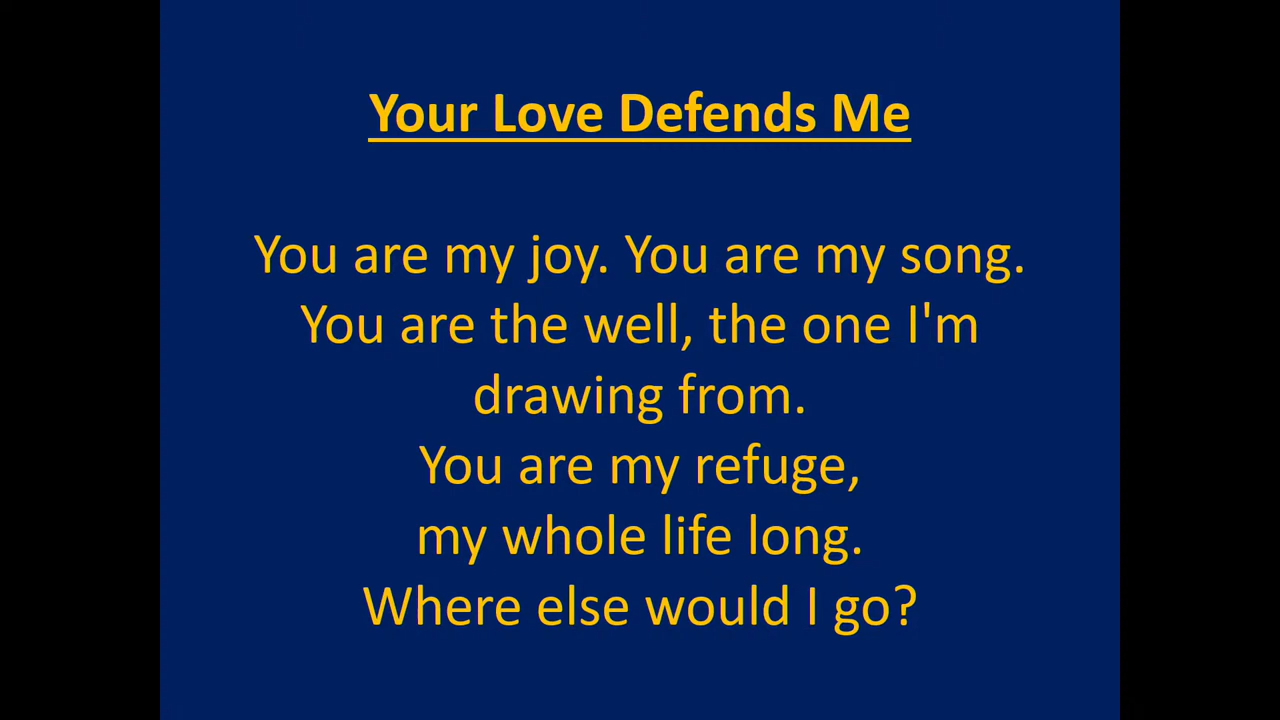 Your Love Defends Me
You are my joy. You are my song.
You are the well, the one I'm
drawing from.
You are my refuge,
my whole life long.
Where else would I go?